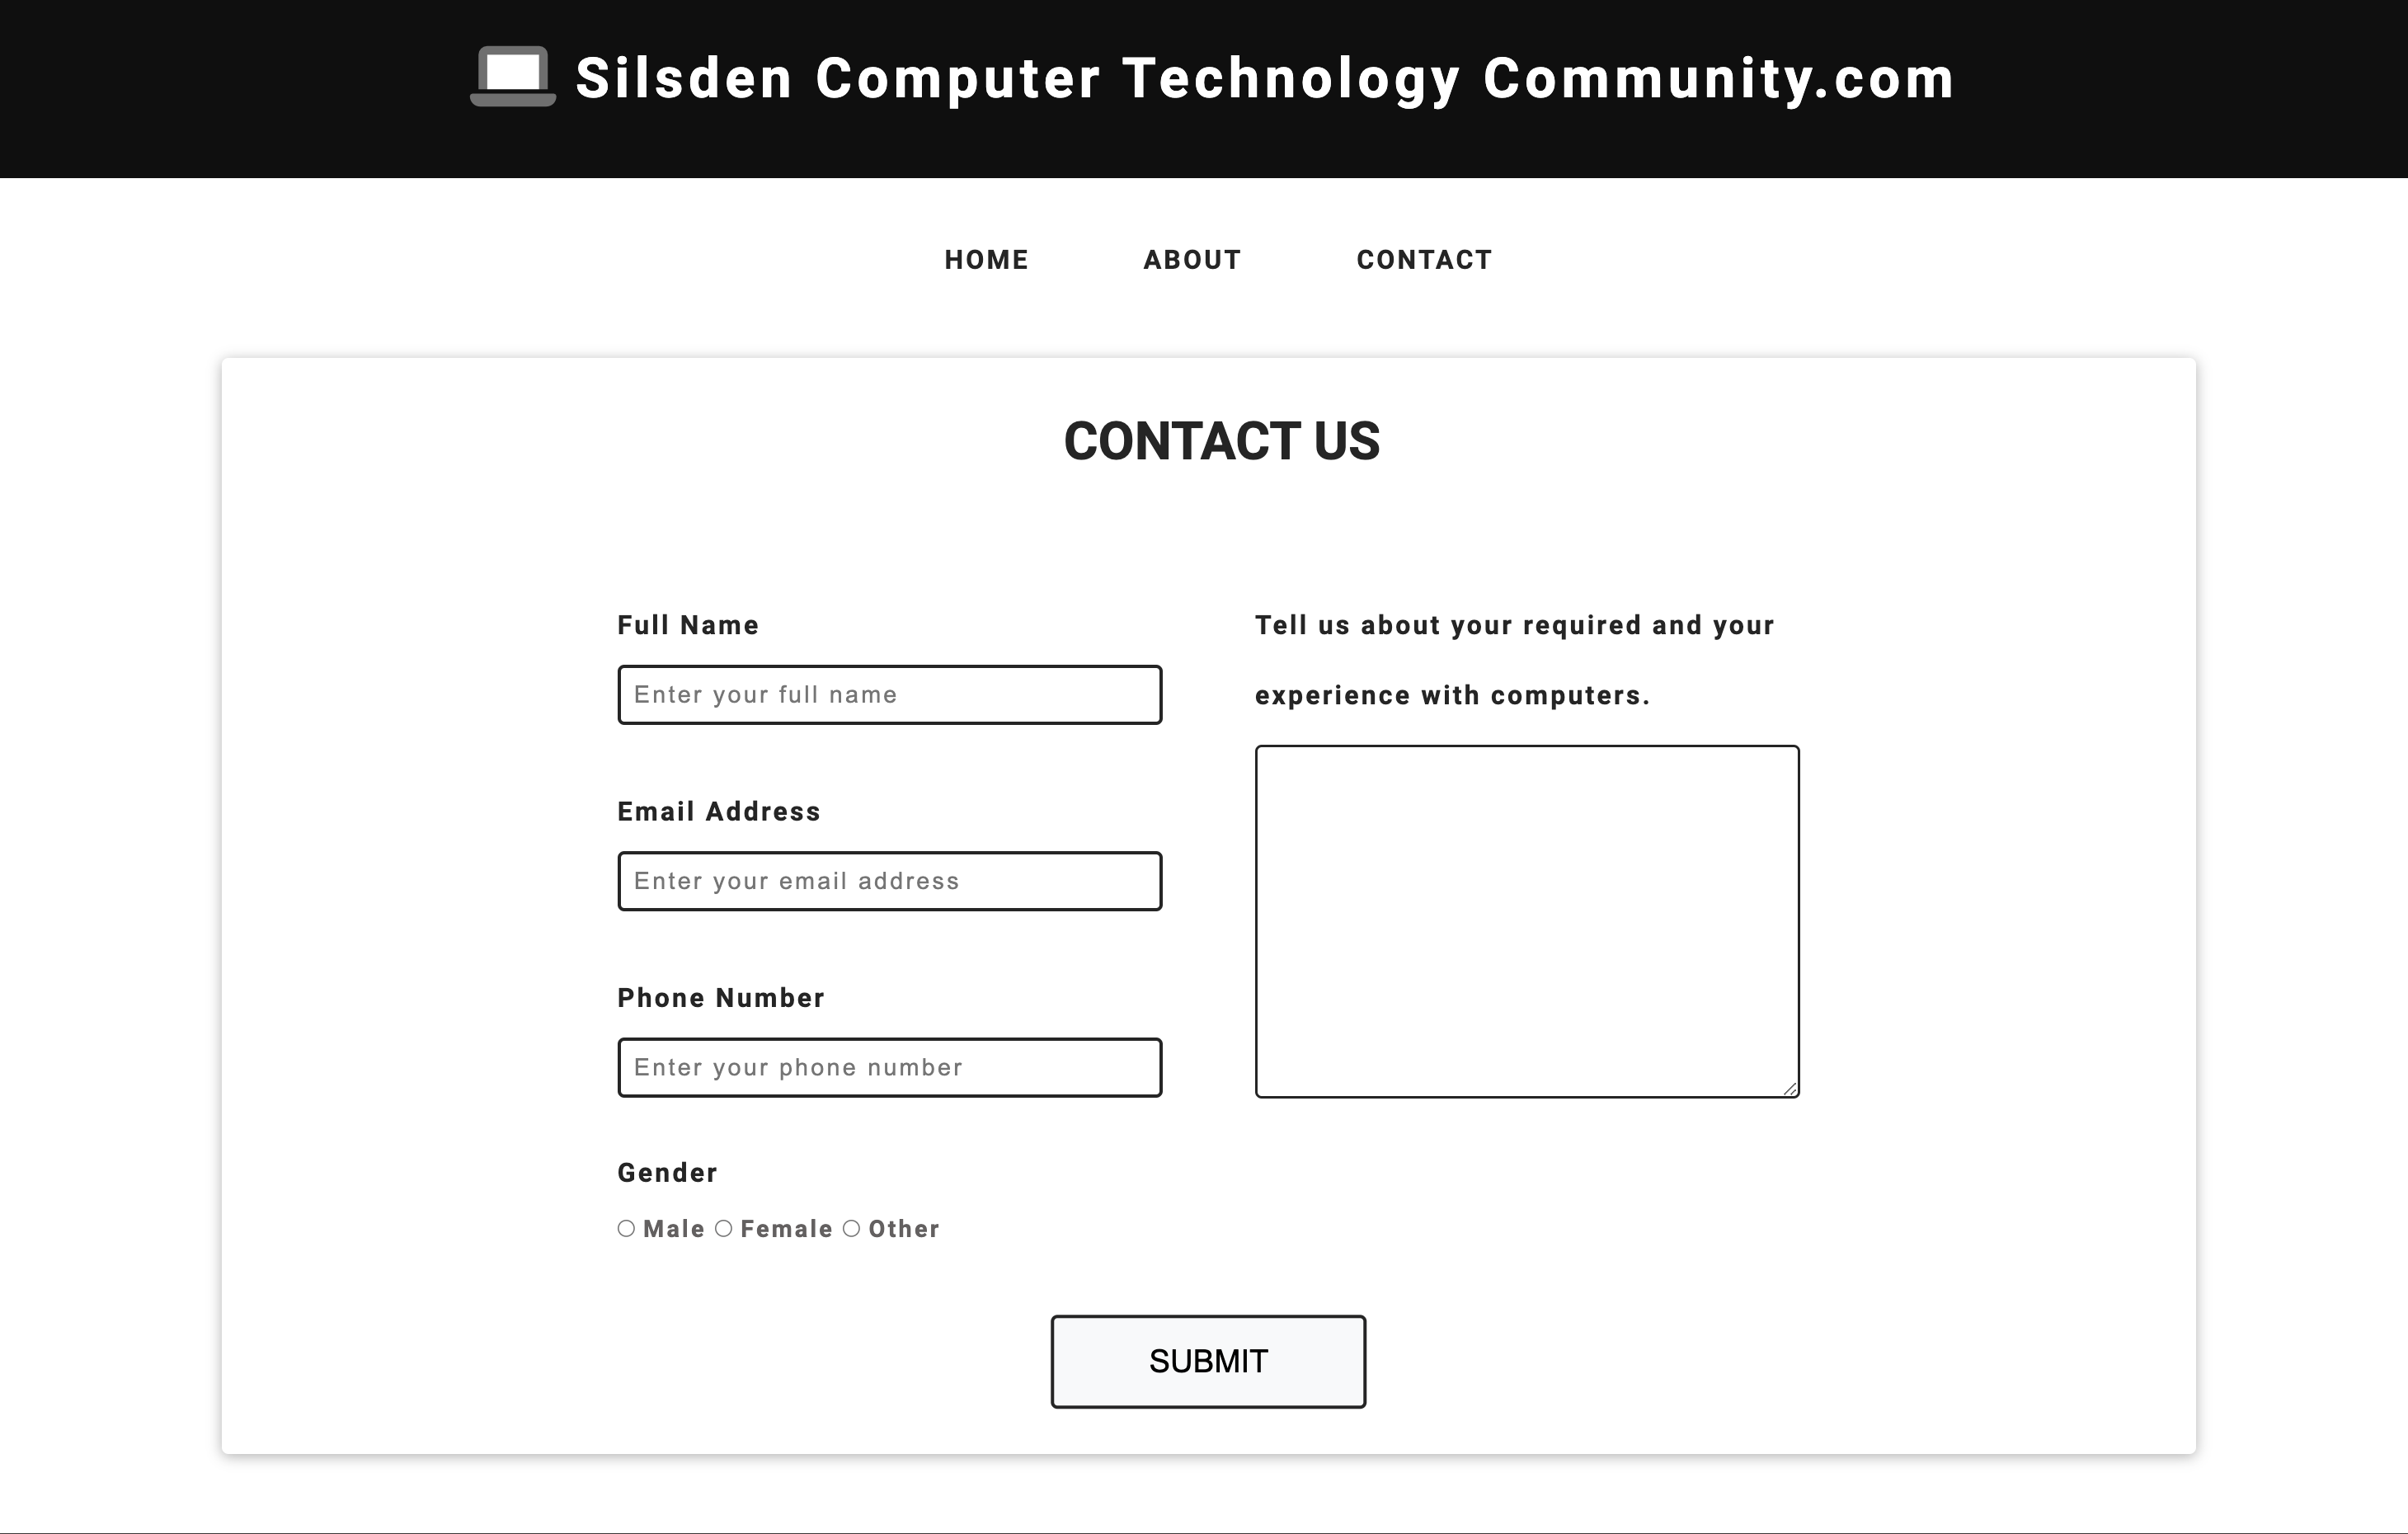 Silsden Computer Technology Community.com
HOME ABOUT CONTACT
CONTACT US
Full Name
Enter your full name
Email Address
Enter your email address
Phone Number
Enter your phone number
Gender
Male Female Other
Tell us about your required and your
experience with computers.
SUBMIT